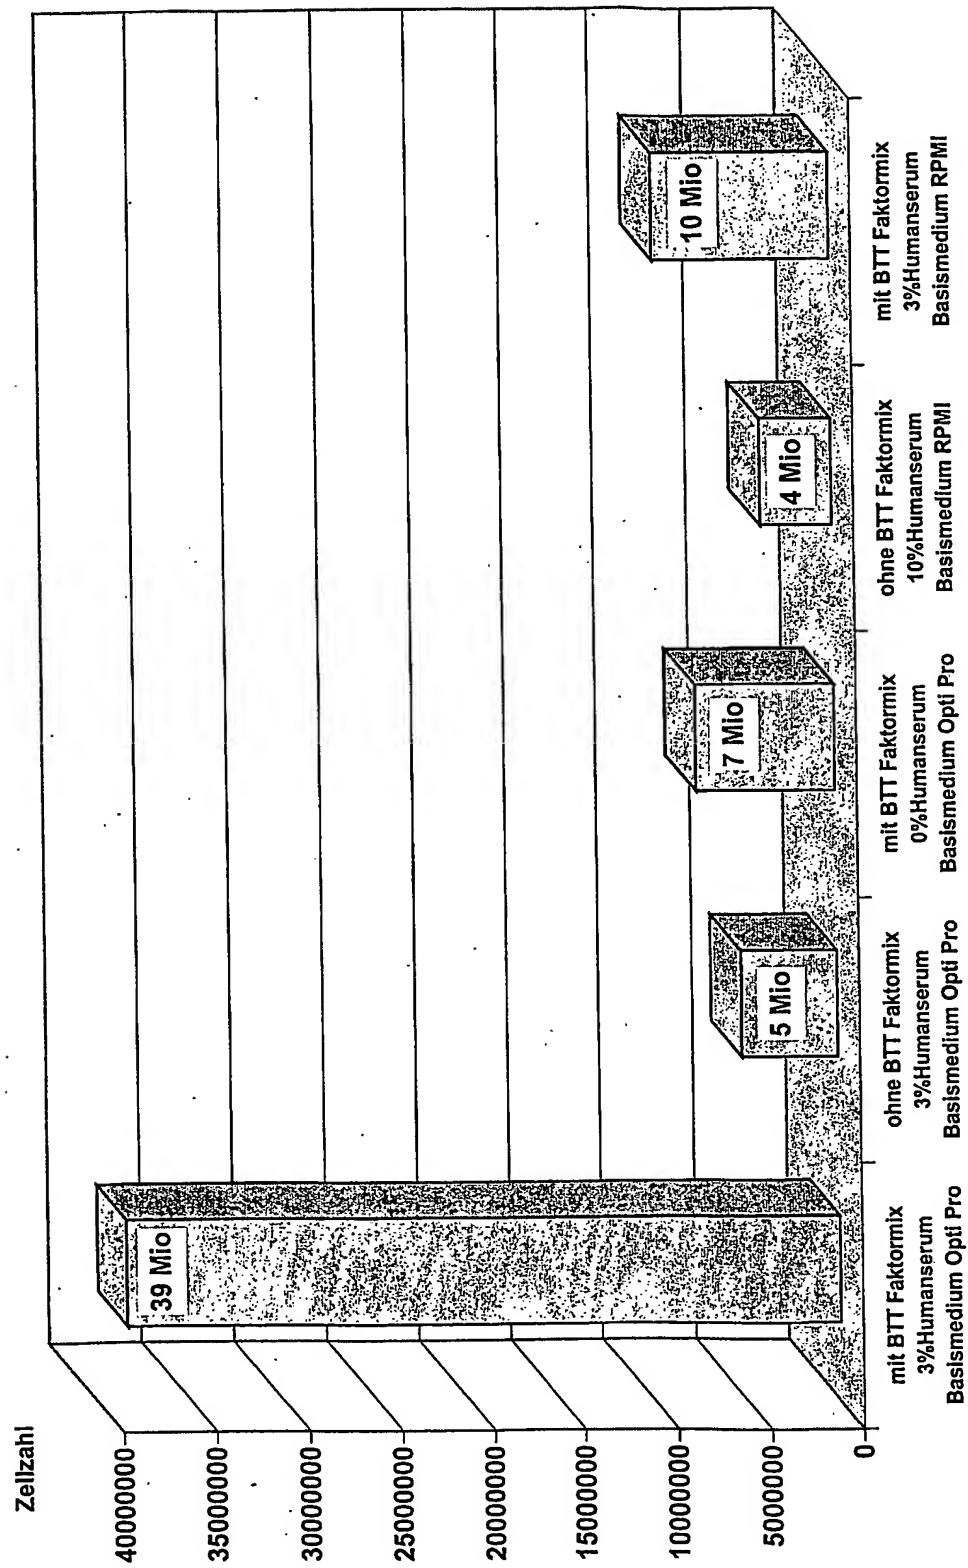 Zellzahl
40000000
35000000
30000000
25000000
20000000
15000000
10000000
5000000
0
39 Mio
5 Mio
7 Mio
4 Mio
10 Mio
mit BTT Faktormix
3%Humanserum
Basismedium Opti Pro
ohne BTT Faktormix
3%Humanserum
Basismedium Opti Pro
mit BTT Faktormix
0%Humanserum
Basismedium Opti Pro
ohne BTT Faktormix
10%Humanserum
Basismedium RPMI
mit BTT Faktormix
3%Humanserum
Basismedium RPMI